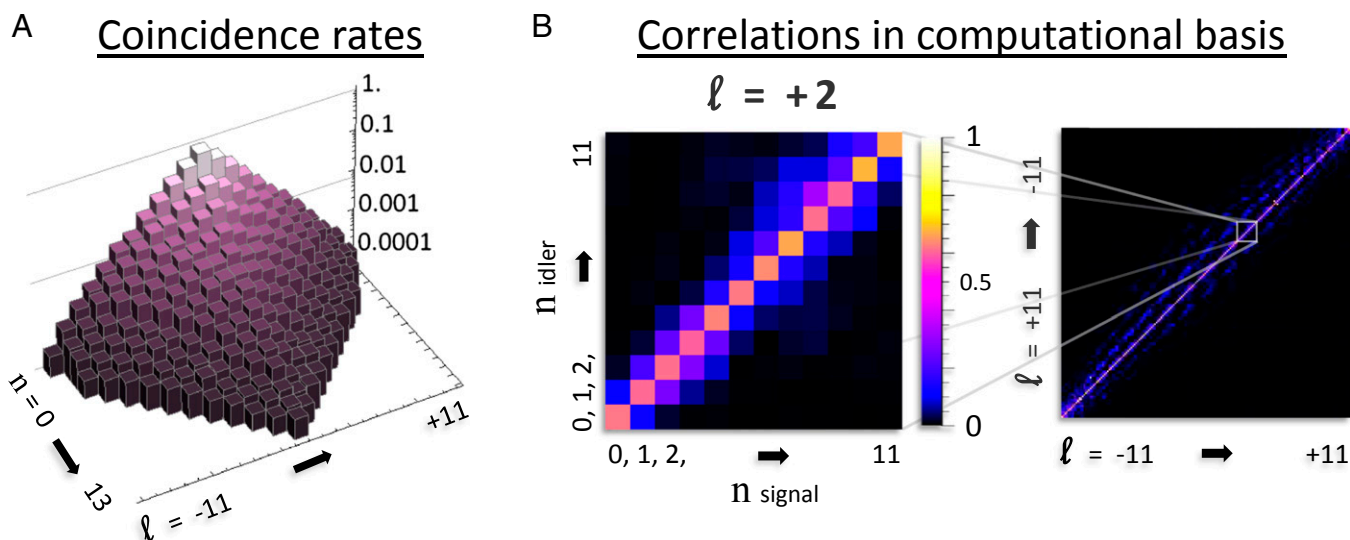 A
Coincidence rates
1.
0.1
0.01
0.001
0.0001
n = 0
13
ℓ = -11
+11
B
Correlations in computational basis
ℓ = +2
n idler
11
0, 1, 2,
0, 1, 2,
11
n signal
1
0.5
0
ℓ = +11
-11
ℓ = -11
+11